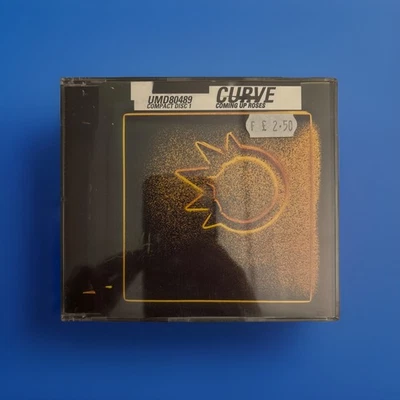 UMD80489
COMPACT DISC 1
CURVE
COMING UP ROSES
F £ 2.50